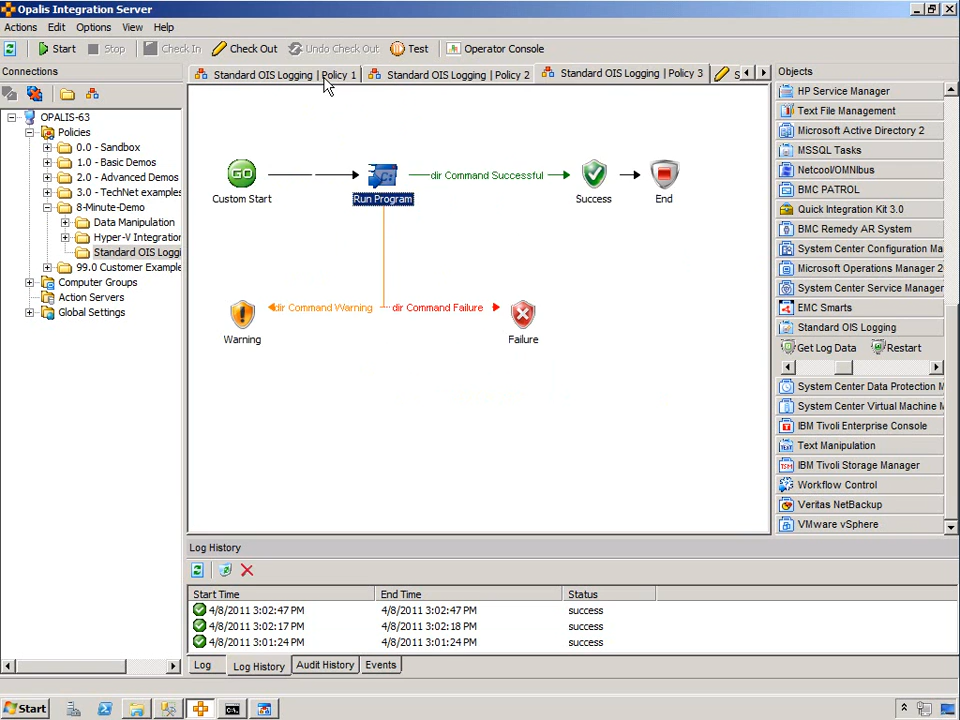 Opalis Integration Server
Actions Edit Options View Help
Start Stop Check In Check Out Undo Check Out Test Operator Console
Connections
OPALIS-63
Policies
0.0 - Sandbox
1.0 - Basic Demos
2.0 - Advanced Demos
3.0 - TechNet examples
8-Minute-Demo
Data Manipulation
Hyper-V Integration
Standard OIS Loggi
99.0 Customer Example
Computer Groups
Action Servers
Global Settings
Standard OIS Logging | Policy 1
Standard OIS Logging | Policy 2
Standard OIS Logging | Policy 3
S
GO
Custom Start
Run Program
dir Command Successful
Success
End
dir Command Warning
dir Command Failure
Warning
Failure
Log History
Start Time End Time Status
4/8/2011 3:02:47 PM 4/8/2011 3:02:47 PM success
4/8/2011 3:02:17 PM 4/8/2011 3:02:18 PM success
4/8/2011 3:01:24 PM 4/8/2011 3:01:24 PM success
Log Log History Audit History Events
Objects
HP Service Manager
Text File Management
Microsoft Active Directory 2
MSSQL Tasks
Netcool/OMNIbus
BMC PATROL
Quick Integration Kit 3.0
BMC Remedy AR System
System Center Configuration Ma
Microsoft Operations Manager 2
System Center Service Manager
EMC Smarts
Standard OIS Logging
Get Log Data Restart
System Center Data Protection M
System Center Virtual Machine M
IBM Tivoli Enterprise Console
Text Manipulation
IBM Tivoli Storage Manager
Workflow Control
Veritas NetBackup
VMware vSphere
Start